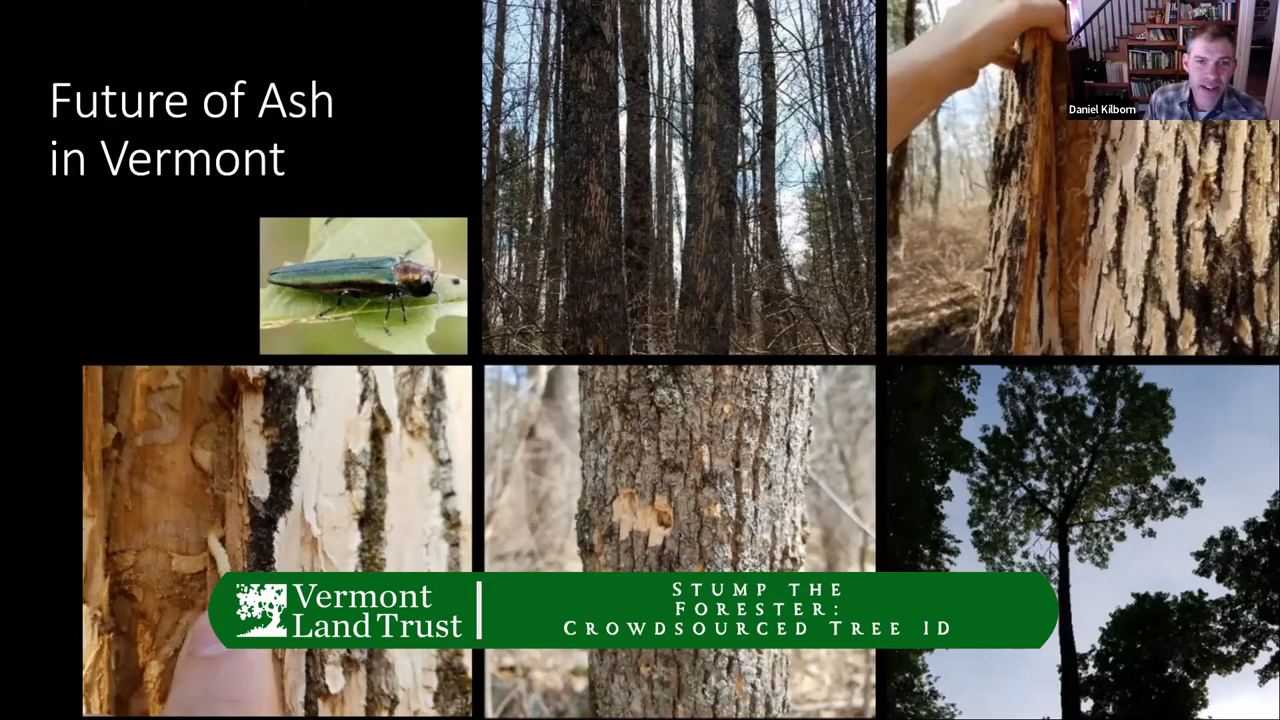 Future of Ash
in Vermont
Daniel Kilborn
Vermont
Land Trust
Stump the
Forester:
Crowdsourced Tree ID